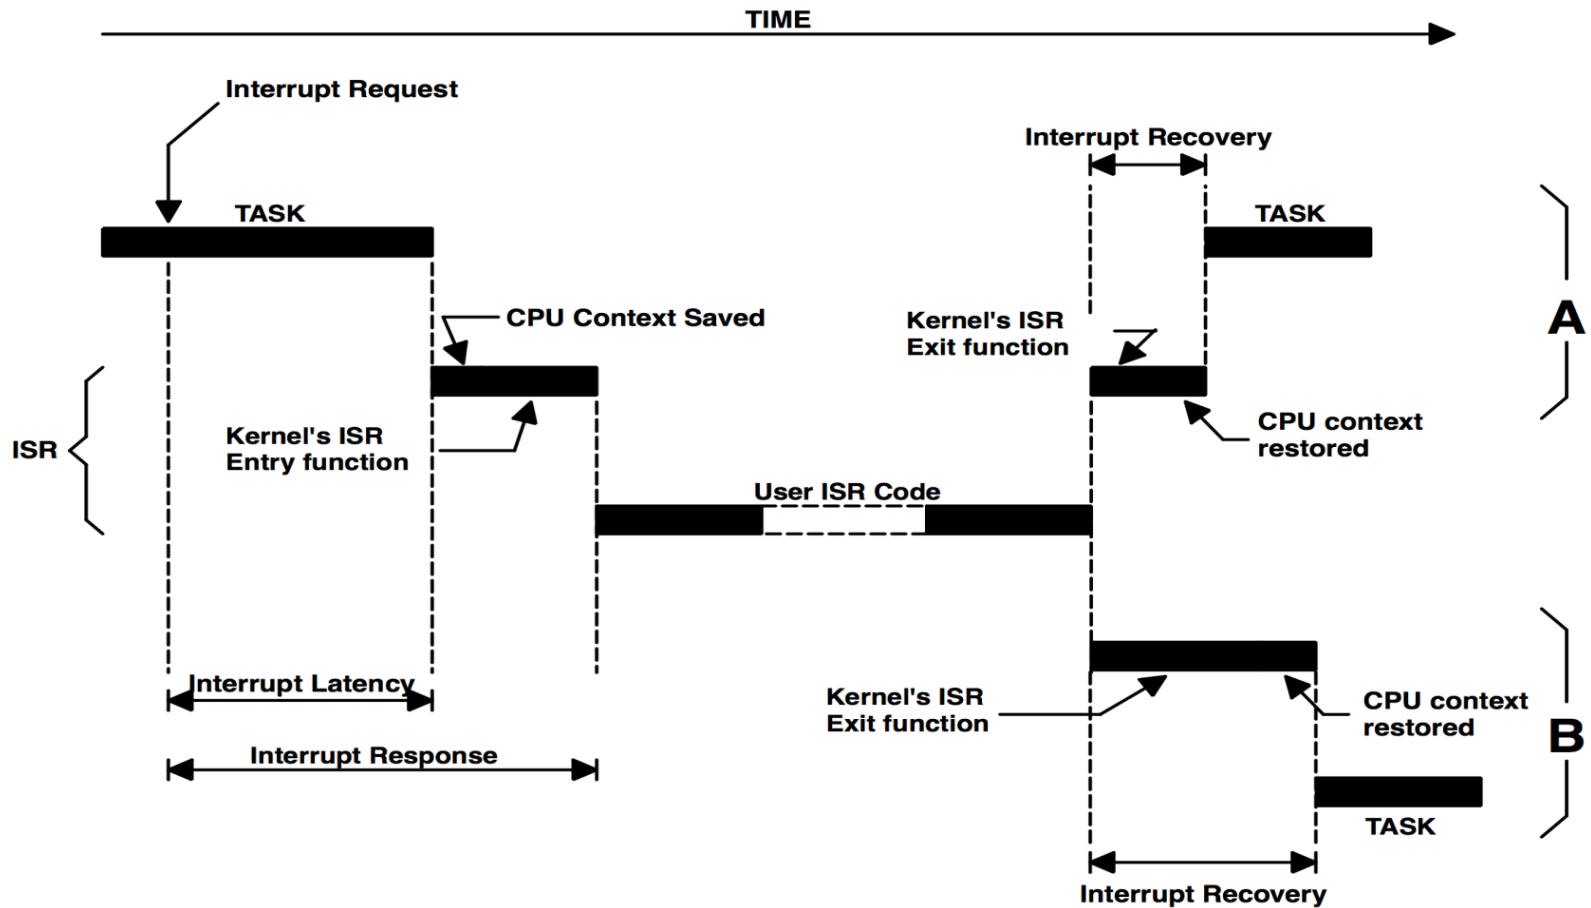 TIME
Interrupt Request
Interrupt Recovery
TASK
TASK
A
CPU Context Saved
Kernel's ISR
Exit function
ISR
Kernel's ISR
Entry function
CPU context
restored
User ISR Code
Interrupt Latency
Kernel's ISR
Exit function
CPU context
restored
B
Interrupt Response
TASK
Interrupt Recovery